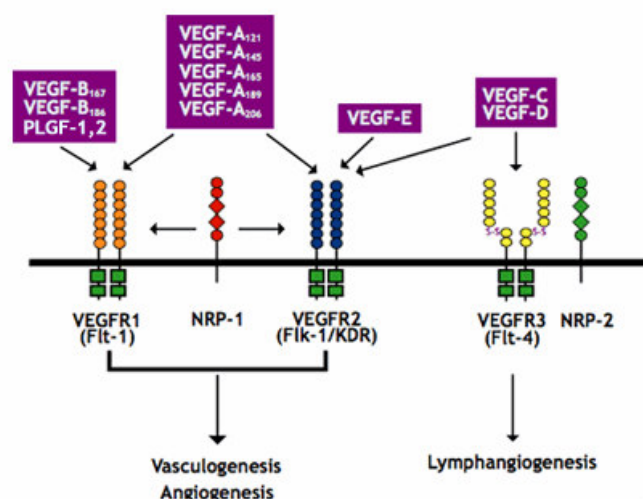 VEGF-A₁₂₁
VEGF-A₁₄₅
VEGF-A₁₆₅
VEGF-A₁₈₉
VEGF-A₂₀₆
VEGF-B₁₆₇
VEGF-B₁₈₆
PLGF-1,2
VEGF-E
VEGF-C
VEGF-D
S-S
S-S
VEGFR1
(Flt-1)
NRP-1
VEGFR2
(Flk-1/KDR)
VEGFR3
(Flt-4)
NRP-2
Vasculogenesis
Angiogenesis
Lymphangiogenesis